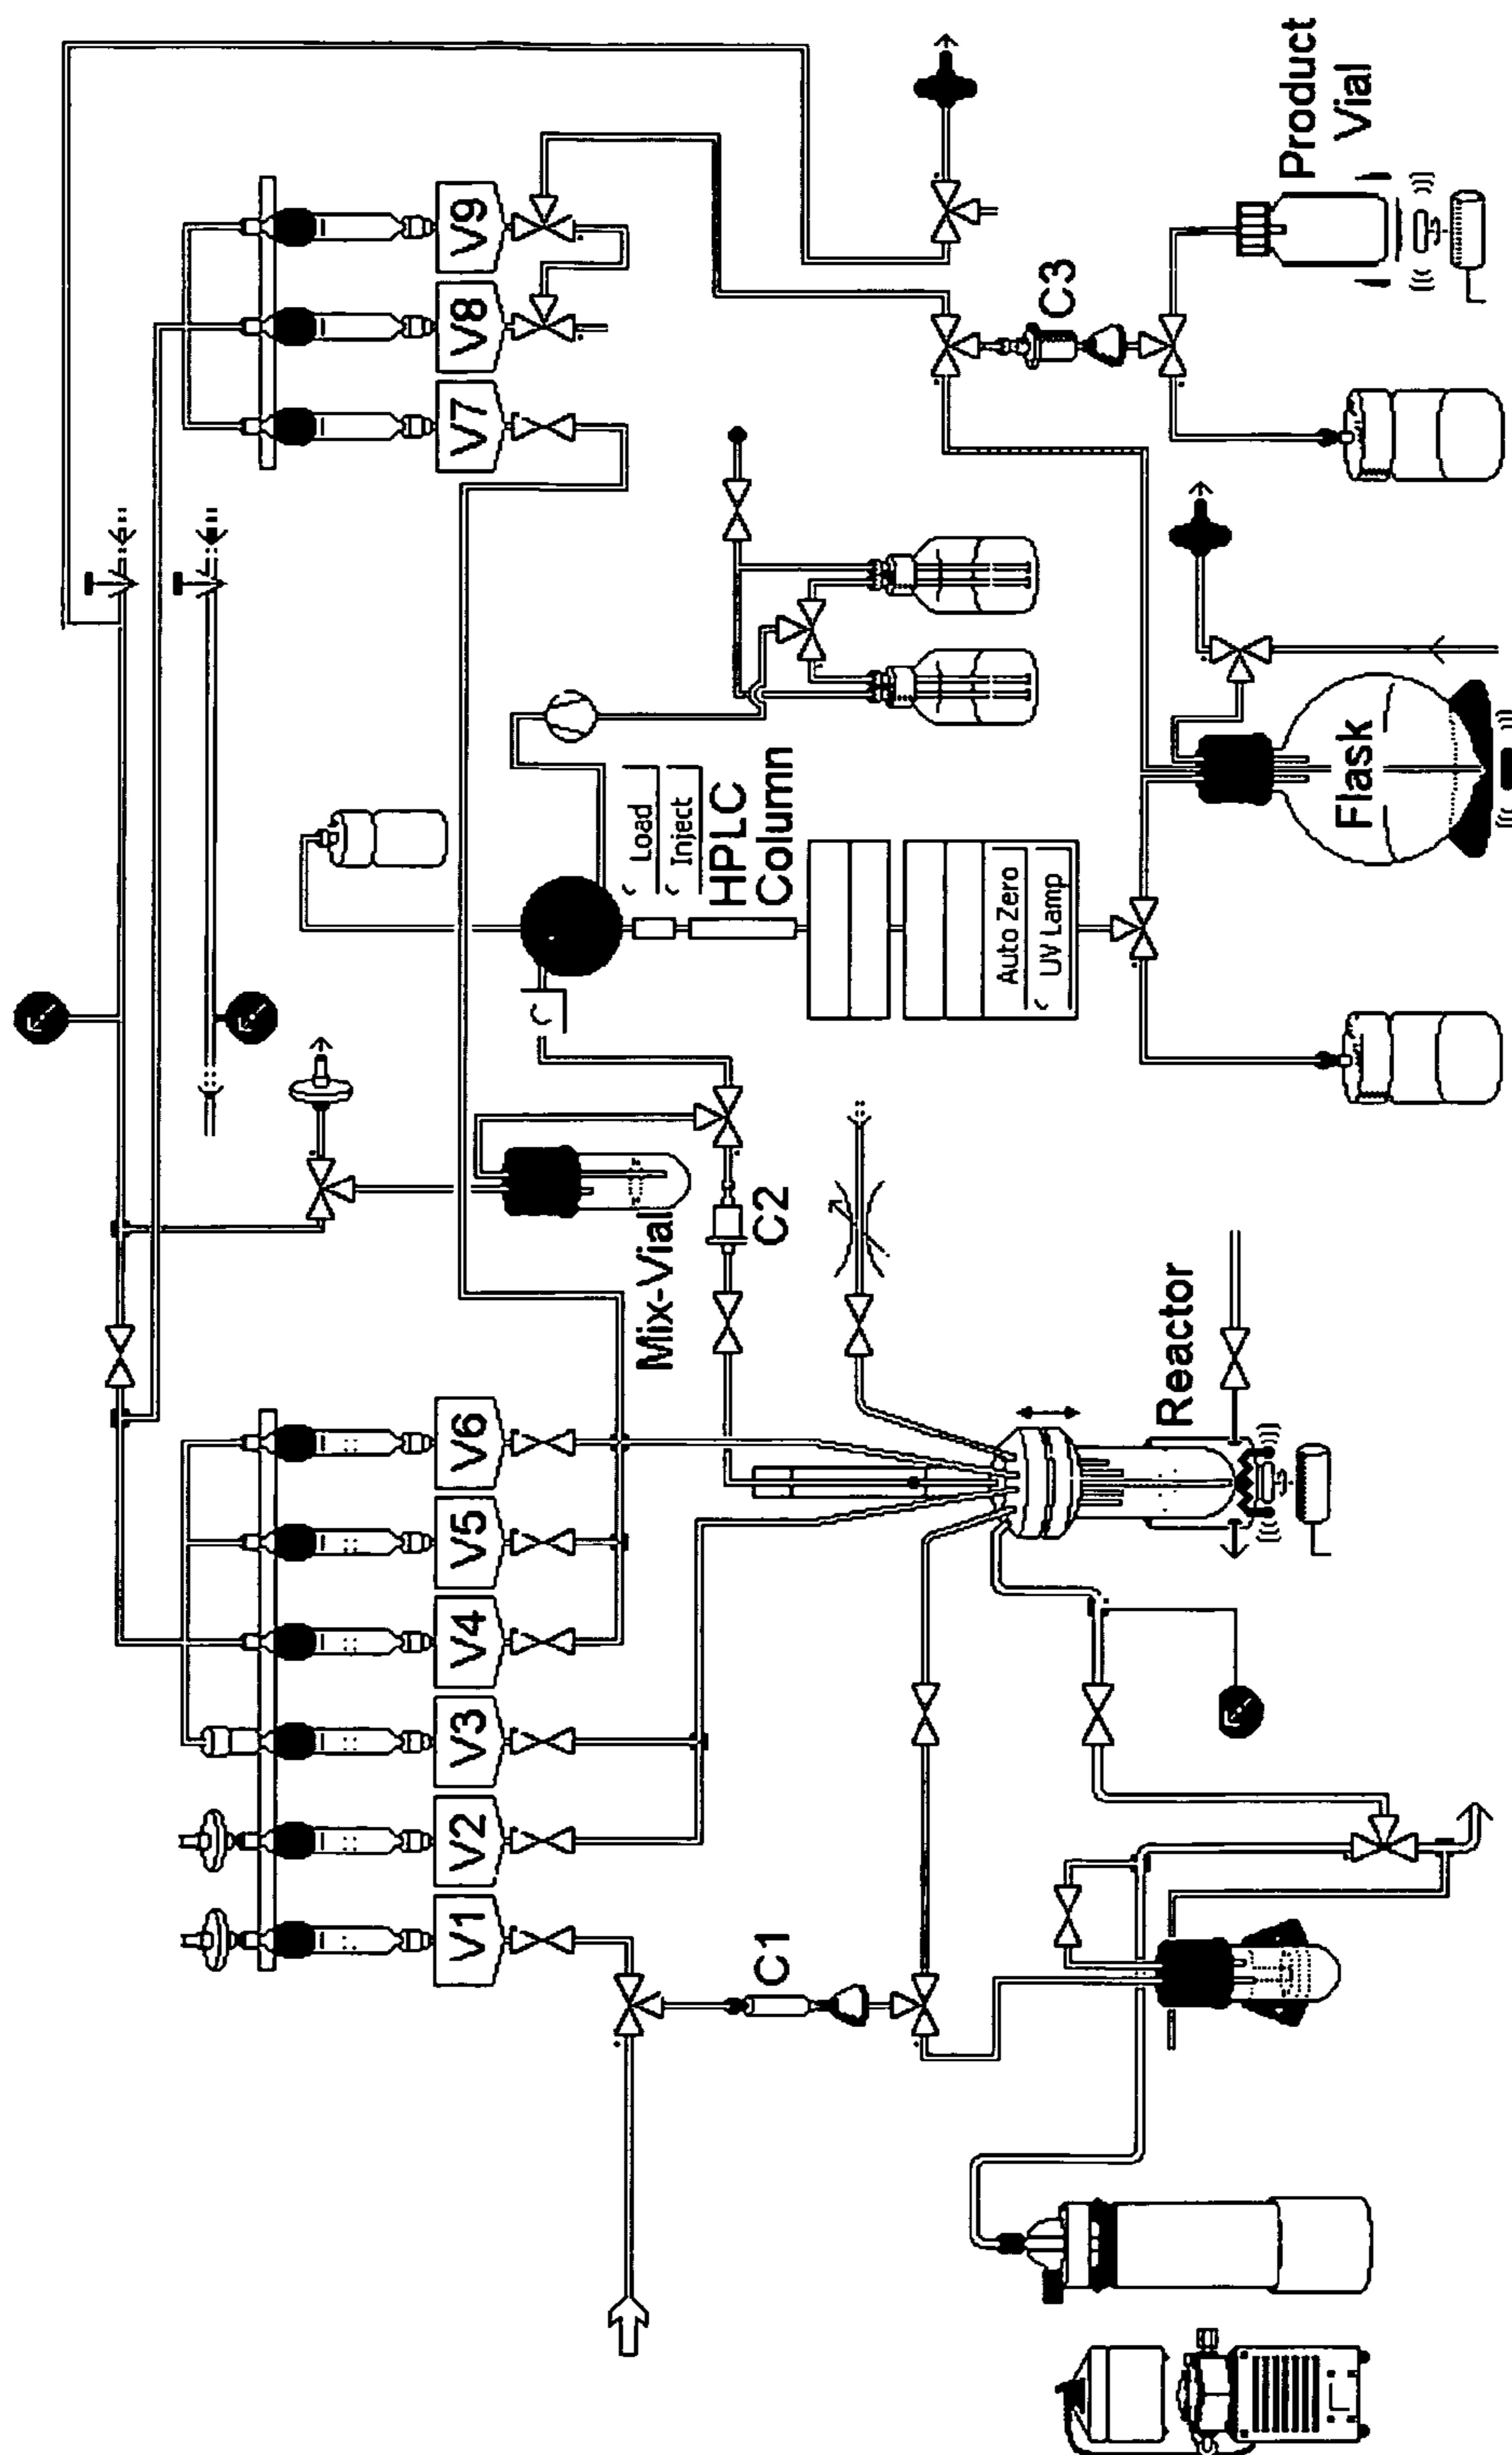 V1
V2
V3
V4
V5
V6
V7
V8
V9
Mix-Vial
Load
Inject
HPLC
Column
Auto Zero
UV Lamp
C1
C2
C3
Reactor
Flask
Product
Vial